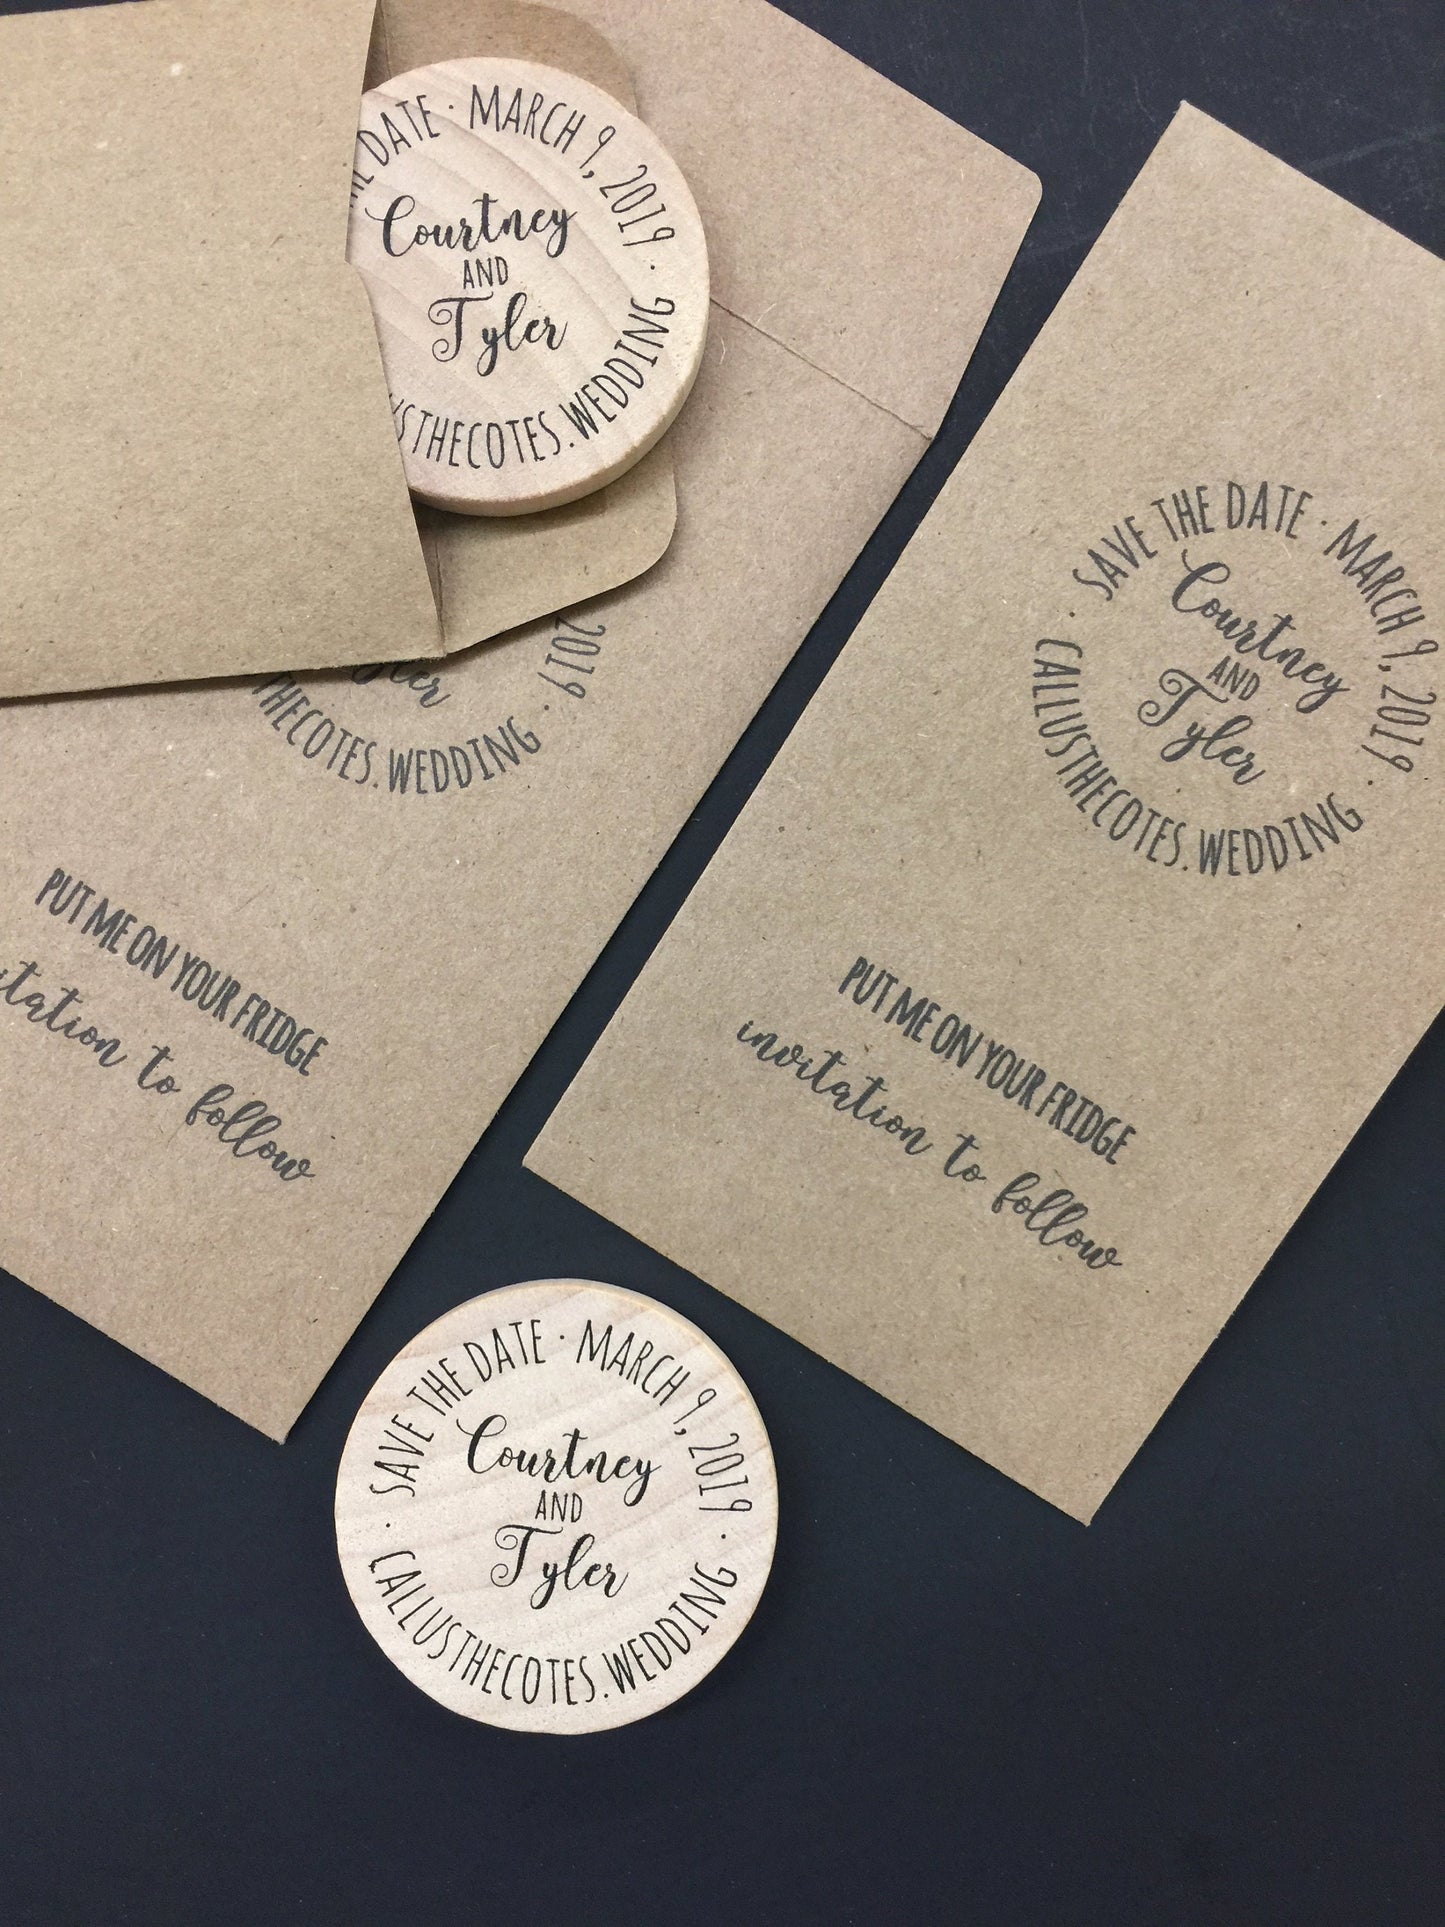 THE DATE · MARCH 9, 2019 ·
Courtney
AND
Tyler
USTHECOTES.WEDDING
2019 ·
Tyler
THECOTES.WEDDING
PUT ME ON YOUR FRIDGE
itation to follow
· SAVE THE DATE · MARCH 9, 2019 ·
Courtney
AND
Tyler
CALLUSTHECOTES.WEDDING
PUT ME ON YOUR FRIDGE
invitation to follow
· SAVE THE DATE · MARCH 9, 2019 ·
Courtney
AND
Tyler
CALLUSTHECOTES.WEDDING